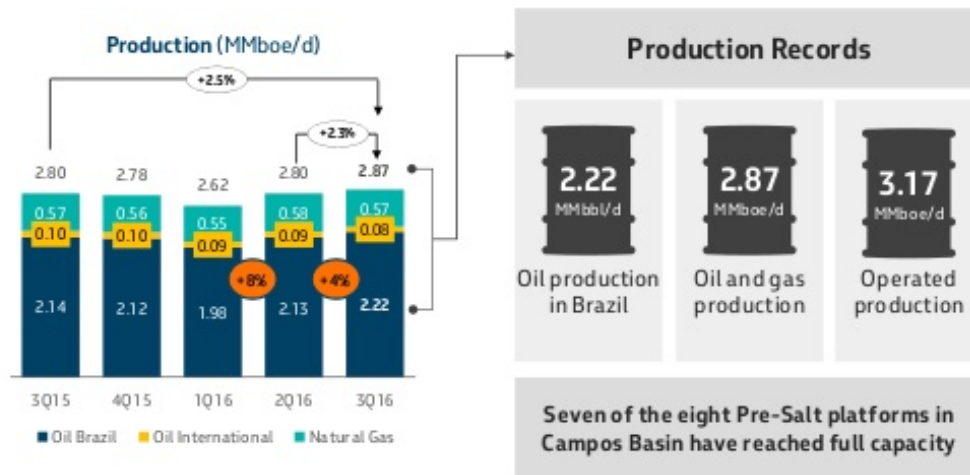 Production (MMboe/d)
+2.5%
+2.3%
2.80
2.78
2.62
2.80
2.87
0.57
0.56
0.55
0.58
0.57
0.10
0.10
0.09
0.09
0.08
+8%
+4%
2.14
2.12
1.98
2.13
2.22
3Q15
4Q15
1Q16
2Q16
3Q16
Oil Brazil
Oil International
Natural Gas
Production Records
2.22
MMbbl/d
Oil production
in Brazil
2.87
MMboe/d
Oil and gas
production
3.17
MMboe/d
Operated
production
Seven of the eight Pre-Salt platforms in
Campos Basin have reached full capacity